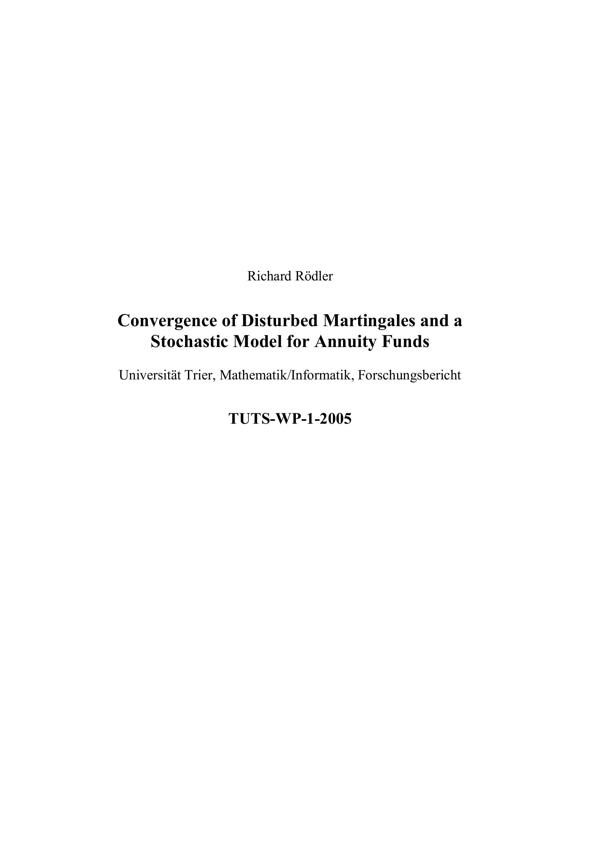 Richard Rödler
Convergence of Disturbed Martingales and a
Stochastic Model for Annuity Funds
Universität Trier, Mathematik/Informatik, Forschungsbericht
TUTS-WP-1-2005